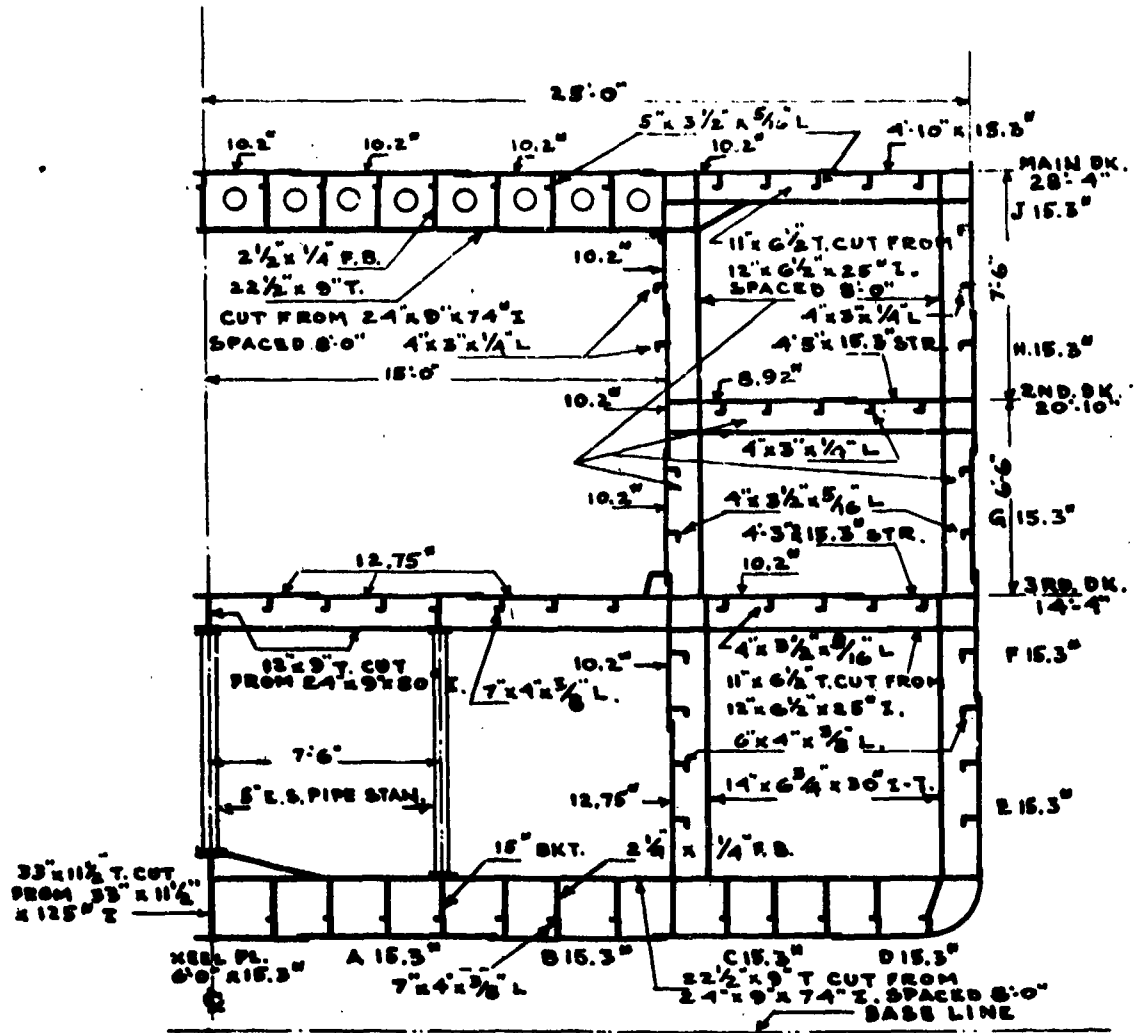 25'-0"
5" x 3 1/2" x 5/16" L
10.2#
10.2#
10.2#
10.2#
4'-10" x 15.3#
MAIN DK.
28'-4"
J 15.3#
2 1/2" x 1/4" F.B.
22 1/2" x 9" T.
CUT FROM 24" x 9" x 74# I
SPACED 8'-0"
4" x 3" x 1/4" L
10.2#
11" x 6 1/2" T. CUT FROM
12" x 6 1/2" x 25# I.
SPACED 8'-0"
7'-6"
4" x 3" x 1/4" L
4'-5" x 15.3# STR.
H. 15.3#
15'-0"
8.92#
10.2#
2ND. DK.
20'-10"
4" x 3" x 1/4" L
6'-6"
10.2#
4" x 3 1/2" x 5/16" L
G 15.3#
4'-3" x 15.3# STR.
12.75#
10.2#
3RD. DK.
14'-4"
12" x 9" T. CUT
FROM 24" x 9" x 80# I.
7" x 4" x 3/8" L.
10.2#
4" x 3 1/2" x 5/16" L
F 15.3#
11" x 6 1/2" T. CUT FROM
12" x 6 1/2" x 25# I.
6" x 4" x 3/8" L.
7'-6"
5" E.S. PIPE STAN.
12.75#
14" x 6 3/4" x 30# I-T.
E 15.3#
33" x 11 1/2" T. CUT
FROM 33" x 11 1/2"
x 125# I
15# BKT.
x 1/4" F.B.
KEEL PL.
6'-0" x 15.3#
A 15.3#
B 15.3#
C 15.3#
D 15.3#
7" x 4" x 3/8" L
22 1/2" x 9" T CUT FROM
24" x 9" x 74# I. SPACED 8'-0"
BASE LINE